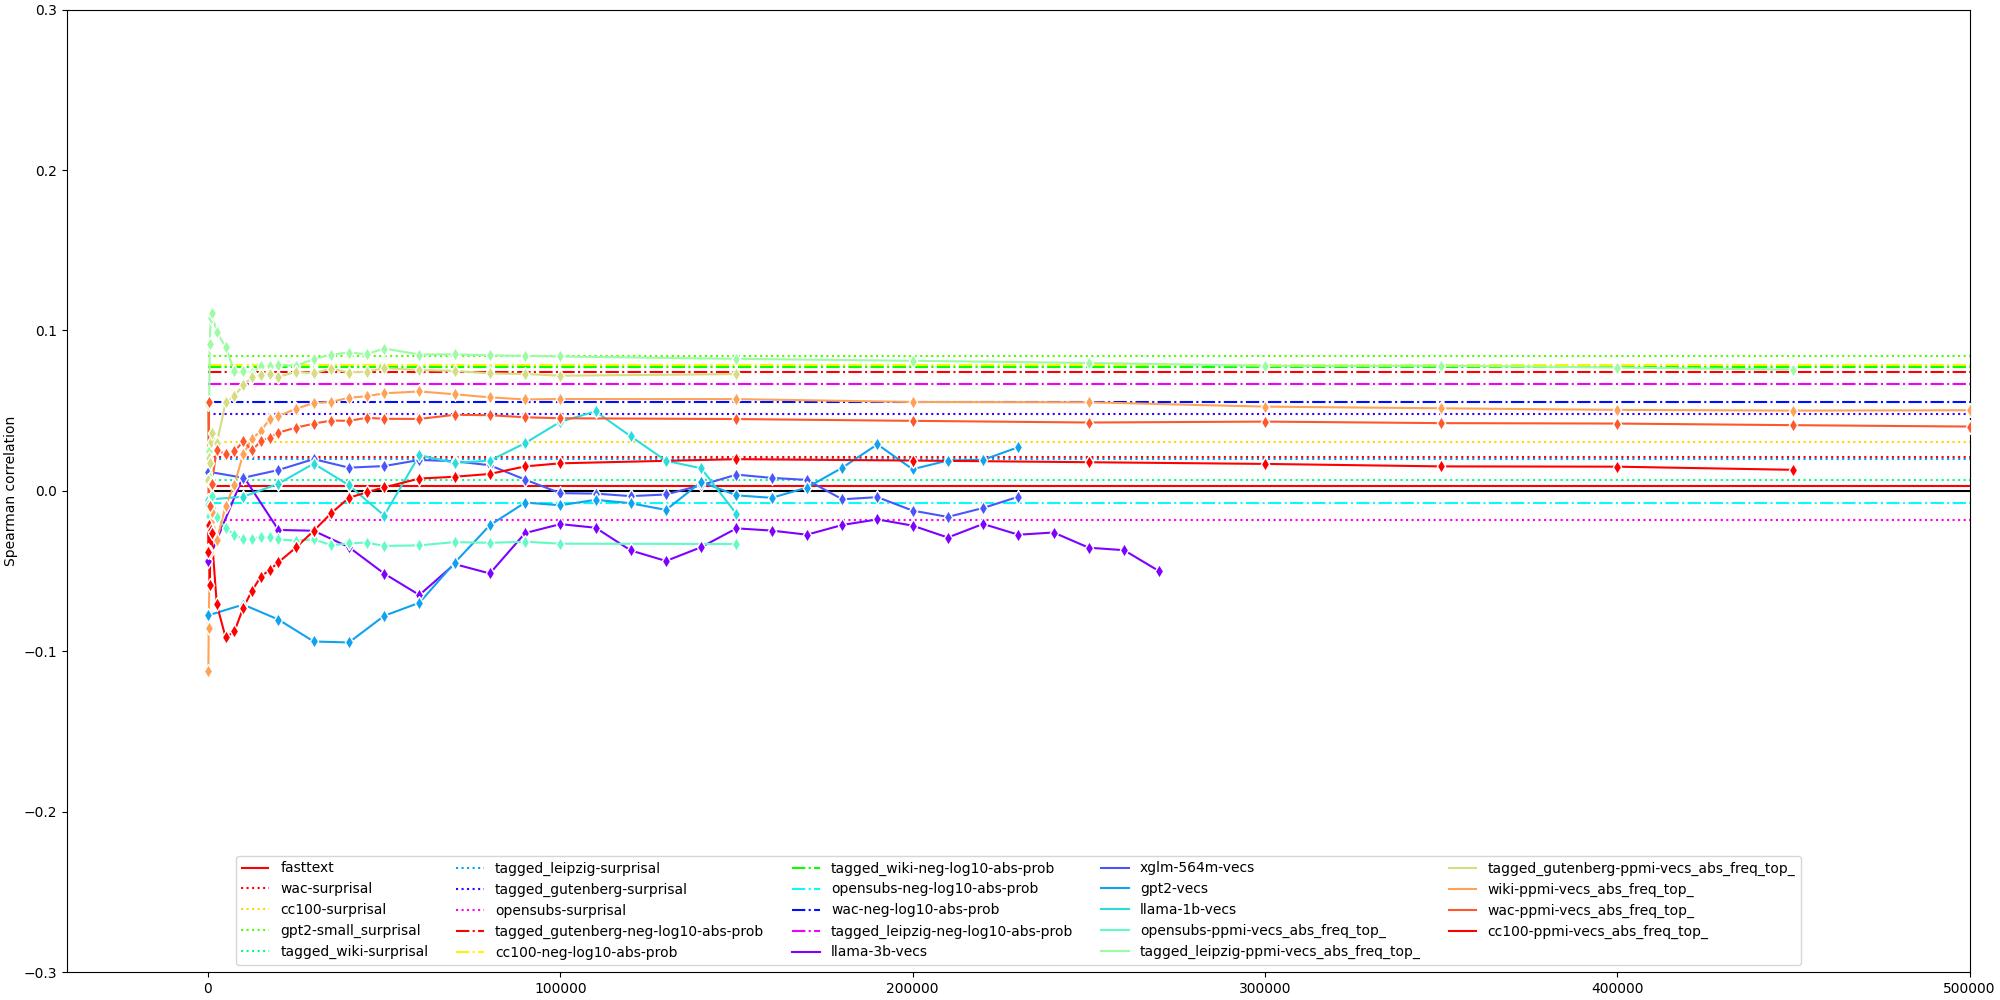 0.3
0.2
0.1
0.0
−0.1
−0.2
−0.3
Spearman correlation
fasttext
wac-surprisal
cc100-surprisal
gpt2-small_surprisal
tagged_wiki-surprisal
tagged_leipzig-surprisal
tagged_gutenberg-surprisal
opensubs-surprisal
tagged_gutenberg-neg-log10-abs-prob
cc100-neg-log10-abs-prob
tagged_wiki-neg-log10-abs-prob
opensubs-neg-log10-abs-prob
wac-neg-log10-abs-prob
tagged_leipzig-neg-log10-abs-prob
llama-3b-vecs
xglm-564m-vecs
gpt2-vecs
llama-1b-vecs
opensubs-ppmi-vecs_abs_freq_top_
tagged_leipzig-ppmi-vecs_abs_freq_top_
tagged_gutenberg-ppmi-vecs_abs_freq_top_
wiki-ppmi-vecs_abs_freq_top_
wac-ppmi-vecs_abs_freq_top_
cc100-ppmi-vecs_abs_freq_top_
0 100000 200000 300000 400000 500000